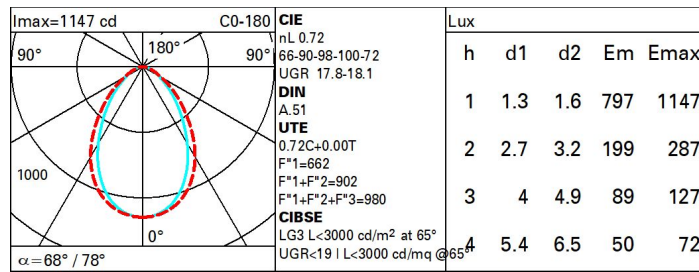 Imax=1147 cd C0-180
90° 180° 90°
1000
0°
α=68° / 78°
CIE
nL 0.72
66-90-98-100-72
UGR 17.8-18.1
DIN
A.51
UTE
0.72C+0.00T
F"1=662
F"1+F"2=902
F"1+F"2+F"3=980
CIBSE
LG3 L<3000 cd/m² at 65°
UGR<19 | L<3000 cd/mq @65°
Lux
h d1 d2 Em Emax
1 1.3 1.6 797 1147
2 2.7 3.2 199 287
3 4 4.9 89 127
4 5.4 6.5 50 72